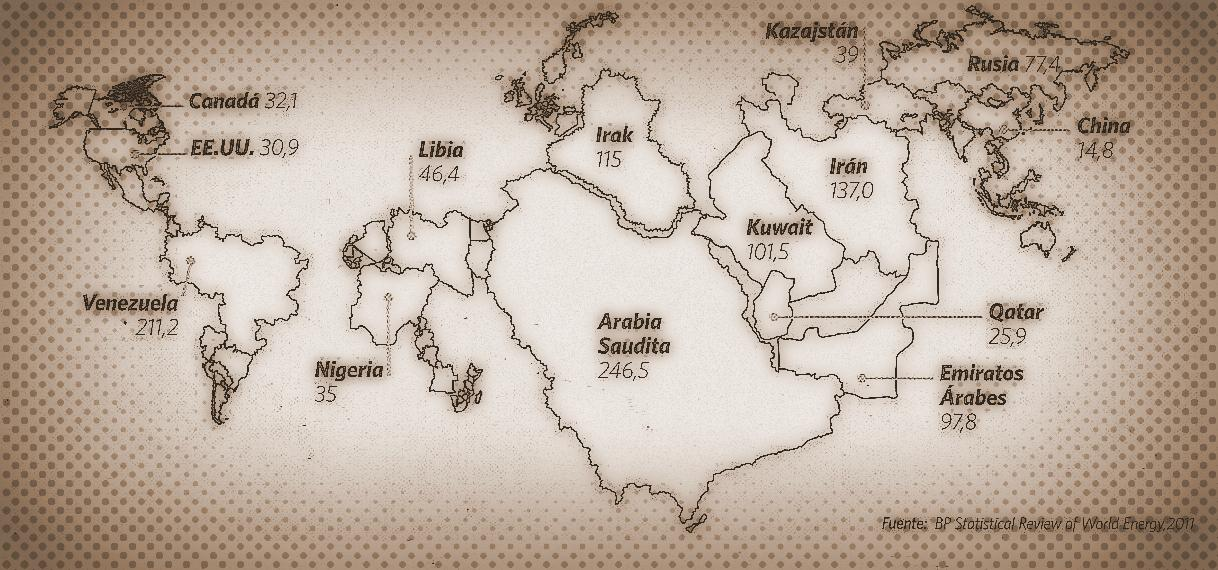 Kazajstán
39
Rusia 77,4
Canadá 32,1
China
14,8
Irak
115
EE.UU. 30,9
Libia
46,4
Irán
137,0
Kuwait
101,5
Venezuela
211,2
Qatar
25,9
Arabia
Saudita
246,5
Nigeria
35
Emiratos
Árabes
97,8
Fuente: BP Statistical Review of World Energy,2011